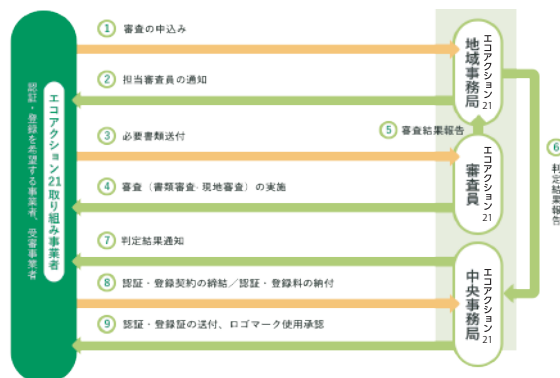 ① 審査の申込み
② 担当審査員の通知
③ 必要書類送付
④ 審査（書類審査・現地審査）の実施
⑤ 審査結果報告
⑥ 判定結果報告
⑦ 判定結果通知
⑧ 認証・登録契約の締結／認証・登録料の納付
⑨ 認証・登録証の送付、ロゴマーク使用承認
エコアクション21取り組み事業者
認証・登録を希望する事業者、受審事業者
エコアクション21
地域事務局
エコアクション21
審査員
エコアクション21
中央事務局